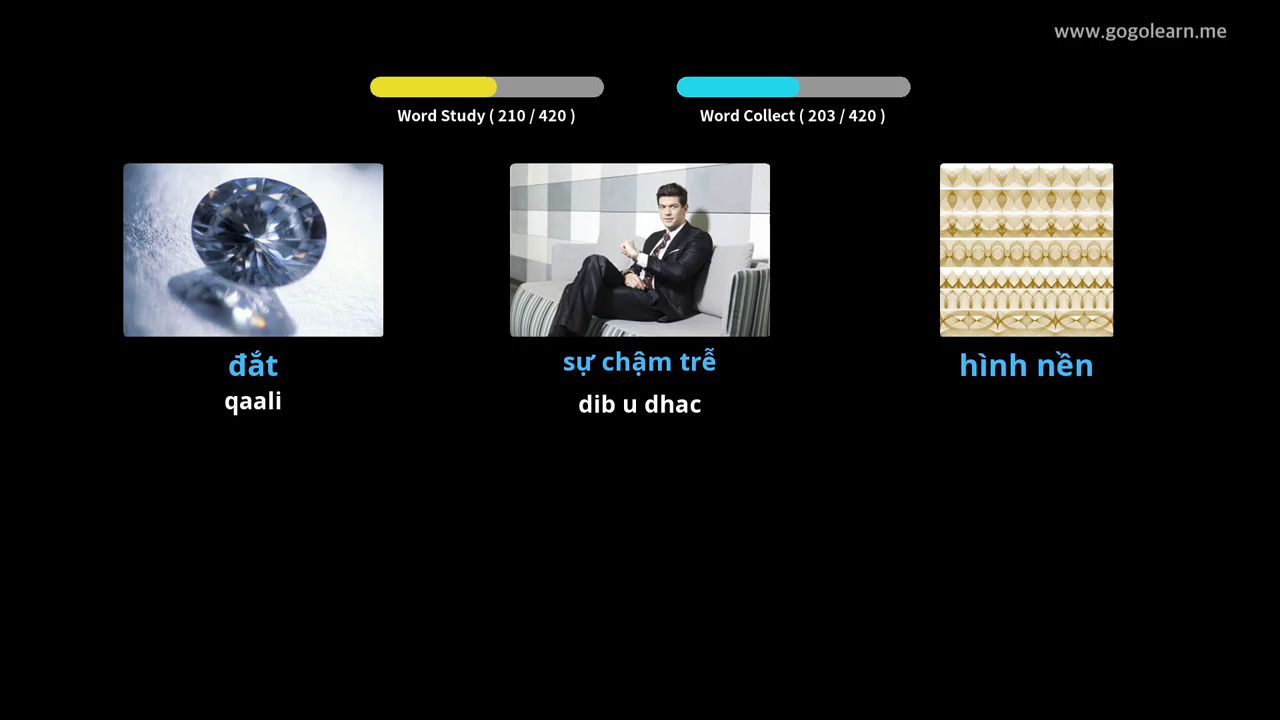 www.gogolearn.me
Word Study ( 210 / 420 )
Word Collect ( 203 / 420 )
đắt
qaali
sự chậm trễ
dib u dhac
hình nền